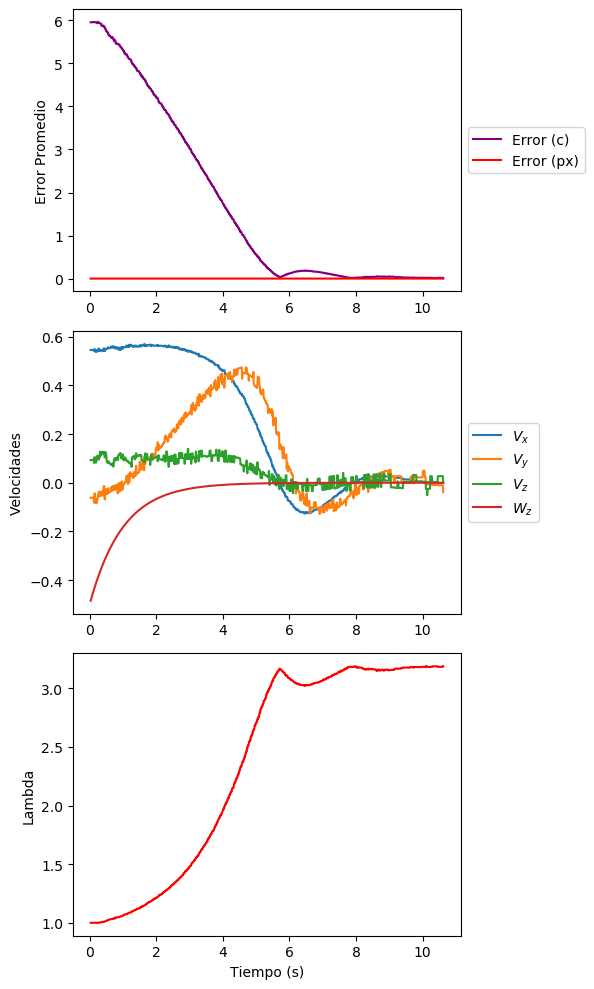 6
5
4
3
2
1
0
Error Promedio
0 2 4 6 8 10
Error (c)
Error (px)
0.6
0.4
0.2
0.0
−0.2
−0.4
Velocidades
0 2 4 6 8 10
Vx
Vy
Vz
Wz
3.0
2.5
2.0
1.5
1.0
Lambda
0 2 4 6 8 10
Tiempo (s)